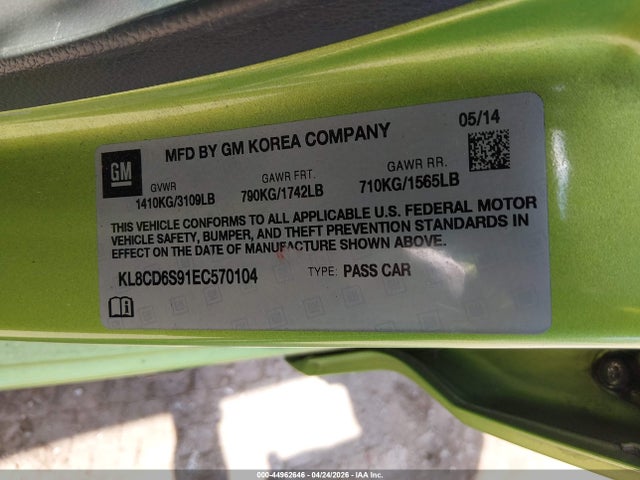 MFD BY GM KOREA COMPANY
05/14
GM
GVWR
1410KG/3109LB
GAWR FRT.
790KG/1742LB
GAWR RR.
710KG/1565LB
THIS VEHICLE CONFORMS TO ALL APPLICABLE U.S. FEDERAL MOTOR
VEHICLE SAFETY, BUMPER, AND THEFT PREVENTION STANDARDS IN
EFFECT ON THE DATE OF MANUFACTURE SHOWN ABOVE.
KL8CD6S91EC570104
TYPE: PASS CAR
000-44962646 - 04/24/2026 - IAA Inc.